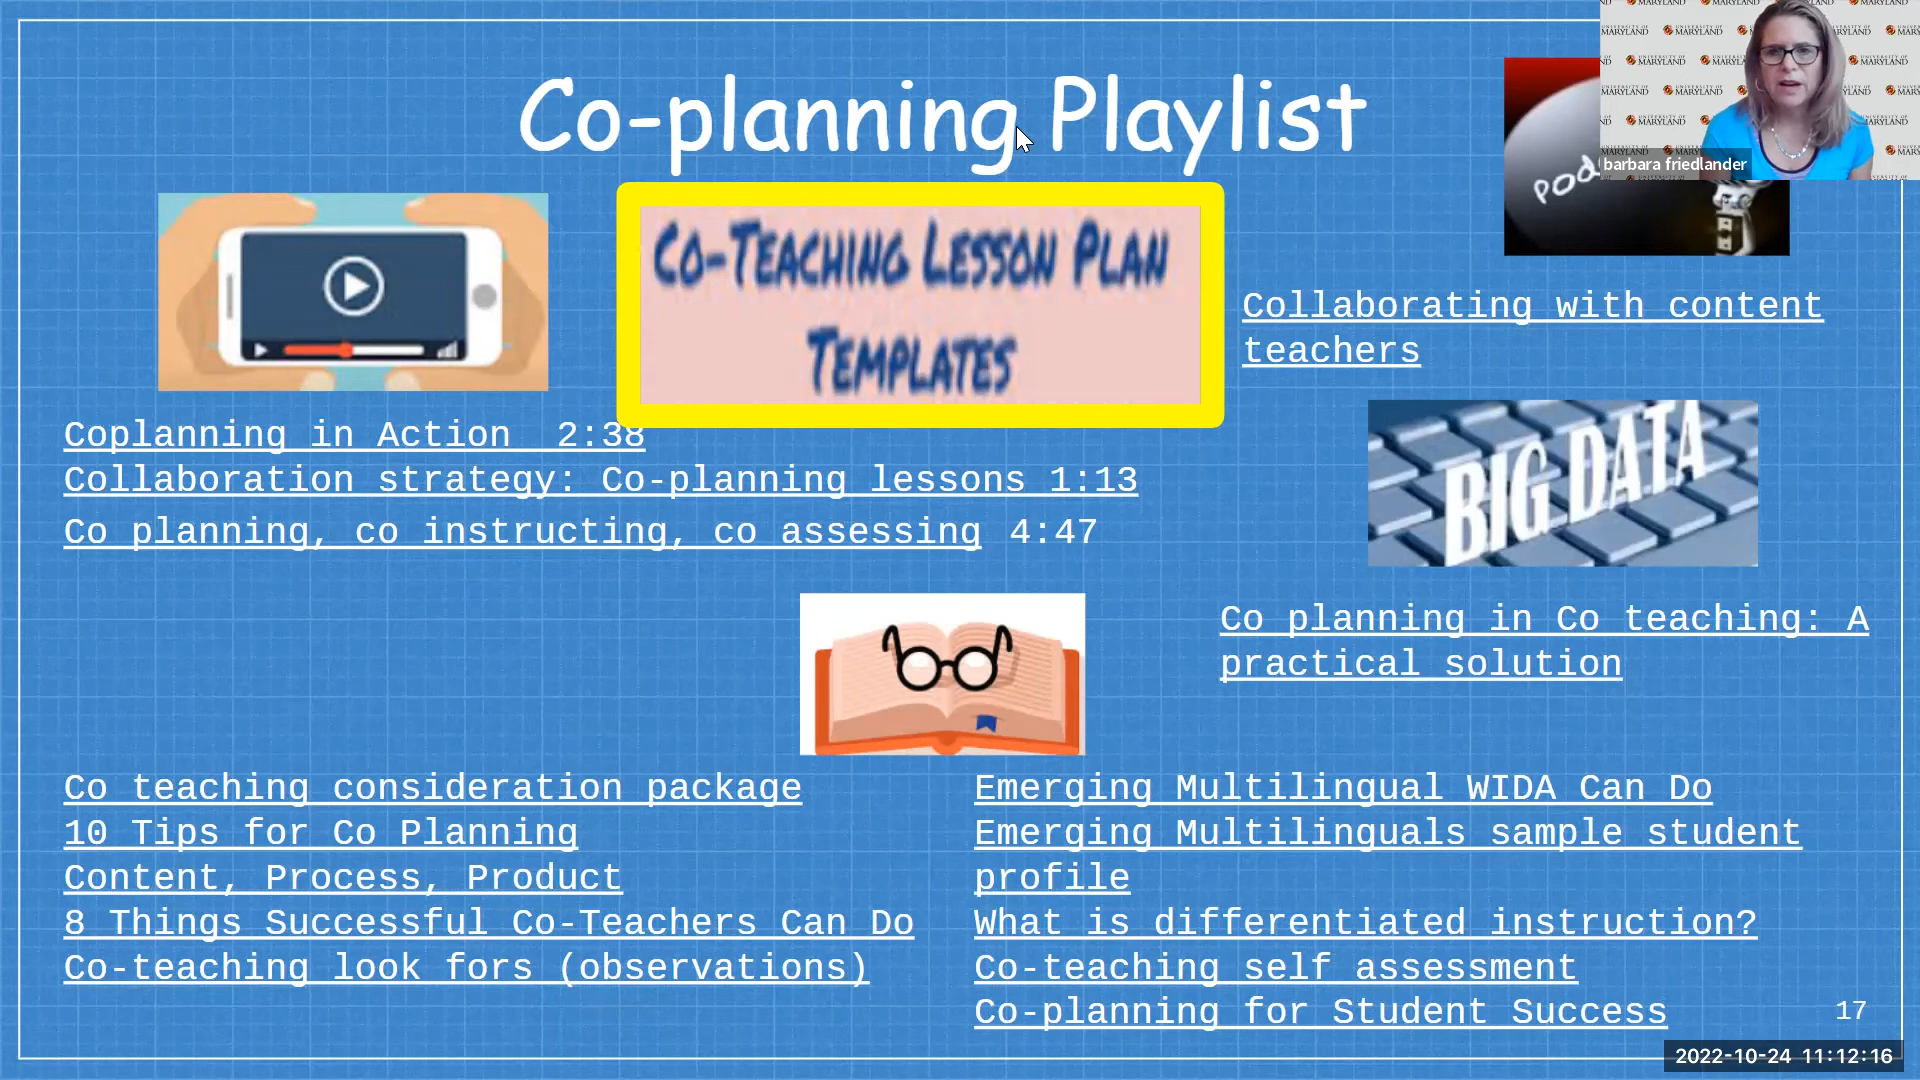 Co-planning Playlist
UNIVERSITY OF
MARYLAND
barbara friedlander
CO-TEACHING LESSON PLAN
TEMPLATES
Collaborating with content
teachers
Coplanning in Action  2:38
Collaboration strategy: Co-planning lessons 1:13
Co planning, co instructing, co assessing 4:47
BIG DATA
Co planning in Co teaching: A
practical solution
Co teaching consideration package
10 Tips for Co Planning
Content, Process, Product
8 Things Successful Co-Teachers Can Do
Co-teaching look fors (observations)
Emerging Multilingual WIDA Can Do
Emerging Multilinguals sample student
profile
What is differentiated instruction?
Co-teaching self assessment
Co-planning for Student Success
17
2022-10-24 11:12:16